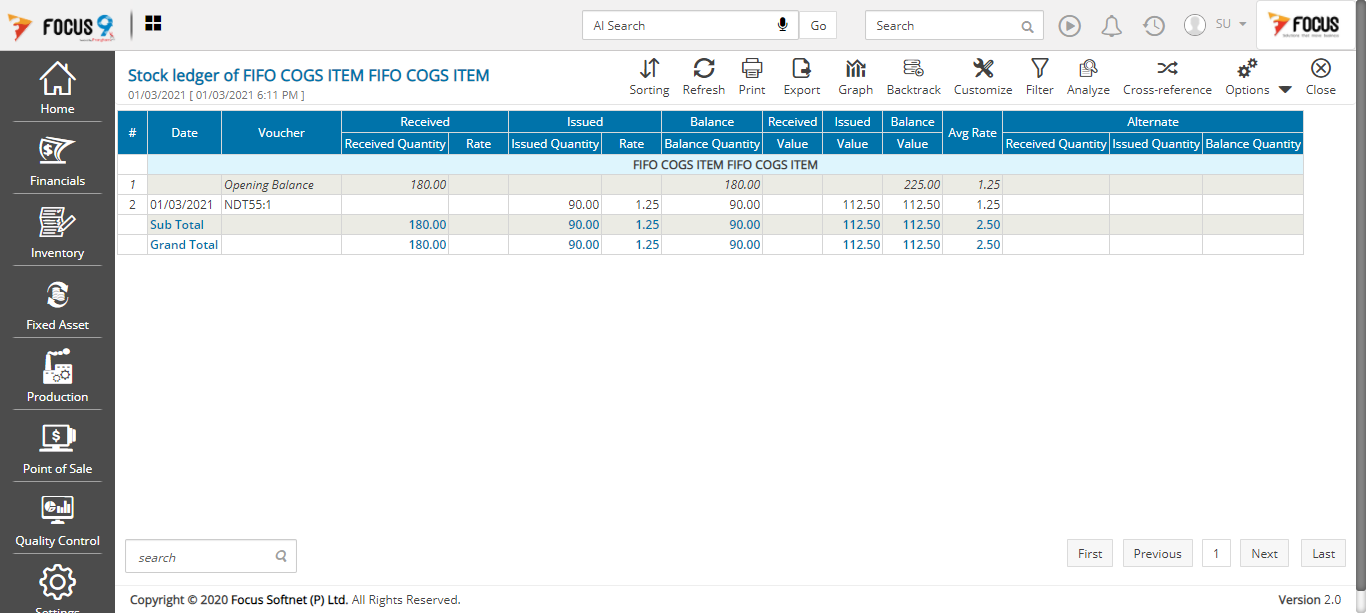 FOCUS 9
AI Search
Go
Search
SU
FOCUS
Home
Financials
Inventory
Fixed Asset
Production
Point of Sale
Quality Control
Settings
Stock ledger of FIFO COGS ITEM FIFO COGS ITEM
01/03/2021 [ 01/03/2021 6:11 PM ]
Sorting Refresh Print Export Graph Backtrack Customize Filter Analyze Cross-reference Options Close
# Date Voucher Received Issued Balance Received Issued Balance Avg Rate Alternate
Received Quantity Rate Issued Quantity Rate Balance Quantity Value Value Value Received Quantity Issued Quantity Balance Quantity
FIFO COGS ITEM FIFO COGS ITEM
1 Opening Balance 180.00 180.00 225.00 1.25
2 01/03/2021 NDT55:1 90.00 1.25 90.00 112.50 112.50 1.25
Sub Total 180.00 90.00 1.25 90.00 112.50 112.50 2.50
Grand Total 180.00 90.00 1.25 90.00 112.50 112.50 2.50
search
First Previous 1 Next Last
Copyright © 2020 Focus Softnet (P) Ltd. All Rights Reserved.
Version 2.0